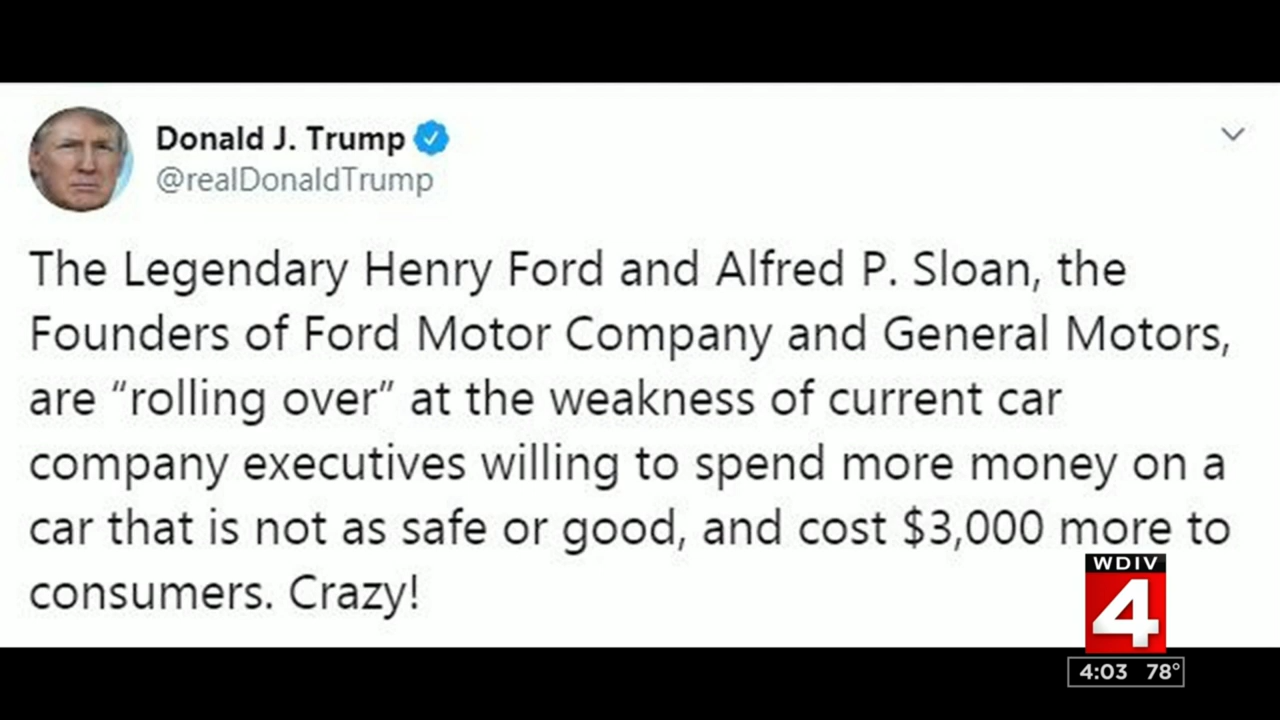 Donald J. Trump
@realDonaldTrump
The Legendary Henry Ford and Alfred P. Sloan, the
Founders of Ford Motor Company and General Motors,
are “rolling over” at the weakness of current car
company executives willing to spend more money on a
car that is not as safe or good, and cost $3,000 more to
consumers. Crazy!
WDIV
4
4:03 78°